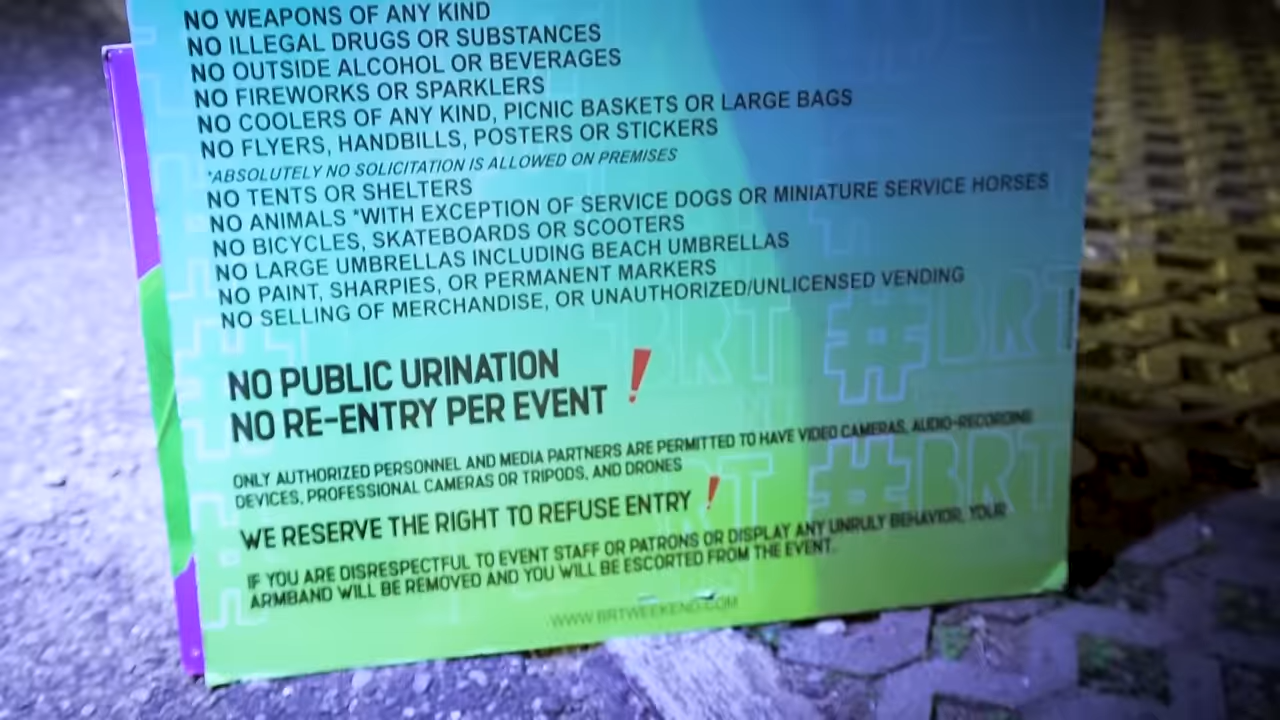 NO WEAPONS OF ANY KIND
NO ILLEGAL DRUGS OR SUBSTANCES
NO OUTSIDE ALCOHOL OR BEVERAGES
NO FIREWORKS OR SPARKLERS
NO COOLERS OF ANY KIND, PICNIC BASKETS OR LARGE BAGS
NO FLYERS, HANDBILLS, POSTERS OR STICKERS
*ABSOLUTELY NO SOLICITATION IS ALLOWED ON PREMISES
NO TENTS OR SHELTERS
NO ANIMALS *WITH EXCEPTION OF SERVICE DOGS OR MINIATURE SERVICE HORSES
NO BICYCLES, SKATEBOARDS OR SCOOTERS
NO LARGE UMBRELLAS INCLUDING BEACH UMBRELLAS
NO PAINT, SHARPIES, OR PERMANENT MARKERS
NO SELLING OF MERCHANDISE, OR UNAUTHORIZED/UNLICENSED VENDING
BRT #BRT
NO PUBLIC URINATION
NO RE-ENTRY PER EVENT !
ONLY AUTHORIZED PERSONNEL AND MEDIA PARTNERS ARE PERMITTED TO HAVE VIDEO CAMERAS, AUDIO-RECORDING
DEVICES, PROFESSIONAL CAMERAS OR TRIPODS, AND DRONES
#BRT
WE RESERVE THE RIGHT TO REFUSE ENTRY !
IF YOU ARE DISRESPECTFUL TO EVENT STAFF OR PATRONS OR DISPLAY ANY UNRULY BEHAVIOR, YOUR
ARMBAND WILL BE REMOVED AND YOU WILL BE ESCORTED FROM THE EVENT.
WWW.BRTWEEKEND.COM